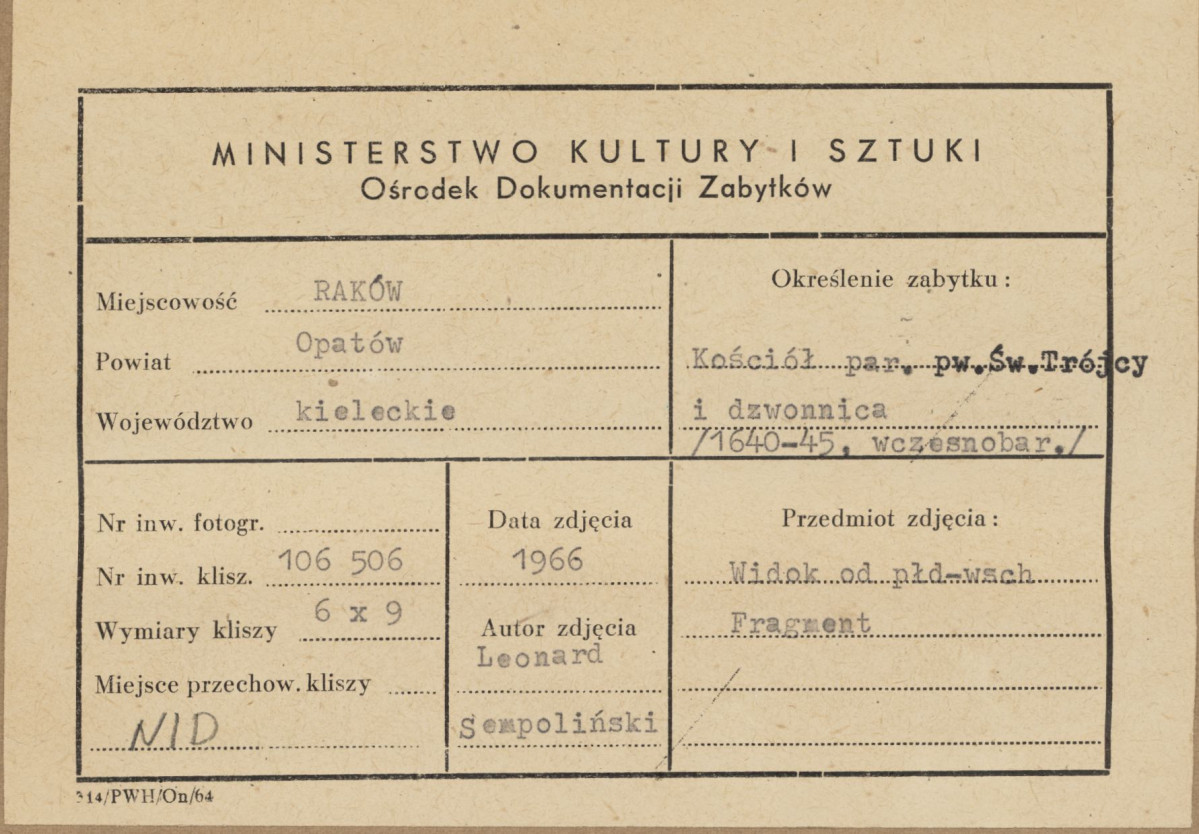 MINISTERSTWO KULTURY I SZTUKI
Ośrodek Dokumentacji Zabytków
Miejscowość RAKÓW
Powiat Opatów
Województwo kieleckie
Określenie zabytku:
Kościół par. pw.Św.Trójcy
i dzwonnica
/1640-45, wczesnobar./
Nr inw. fotogr.
Nr inw. klisz. 106 506
Wymiary kliszy 6 x 9
Miejsce przechow. kliszy
NID
Data zdjęcia
1966
Autor zdjęcia
Leonard
Sempoliński
Przedmiot zdjęcia:
Widok od płd-wsch
Fragment
14/PWH/On/64